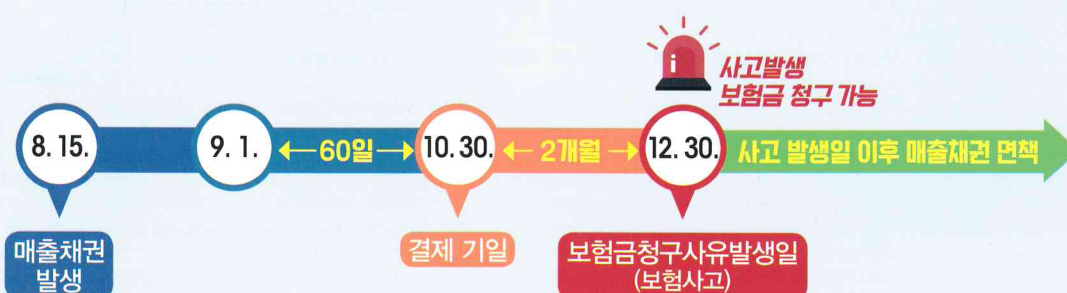 사고발생
보험금 청구 가능
8. 15.
9. 1.
60일
10. 30.
2개월
12. 30.
사고 발생일 이후 매출채권 면책
매출채권
발생
결제 기일
보험금청구사유발생일
(보험사고)